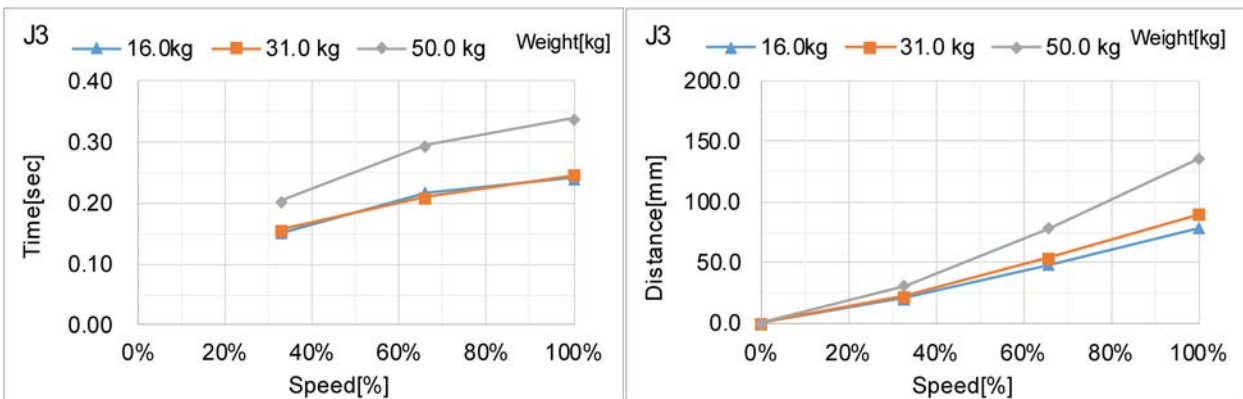 J3
16.0kg 31.0 kg 50.0 kg Weight[kg]
0.40
0.30
0.20
0.10
0.00
0% 20% 40% 60% 80% 100%
Time[sec]
Speed[%]
J3
16.0kg 31.0 kg 50.0 kg Weight[kg]
200.0
150.0
100.0
50.0
0.0
0% 20% 40% 60% 80% 100%
Distance[mm]
Speed[%]